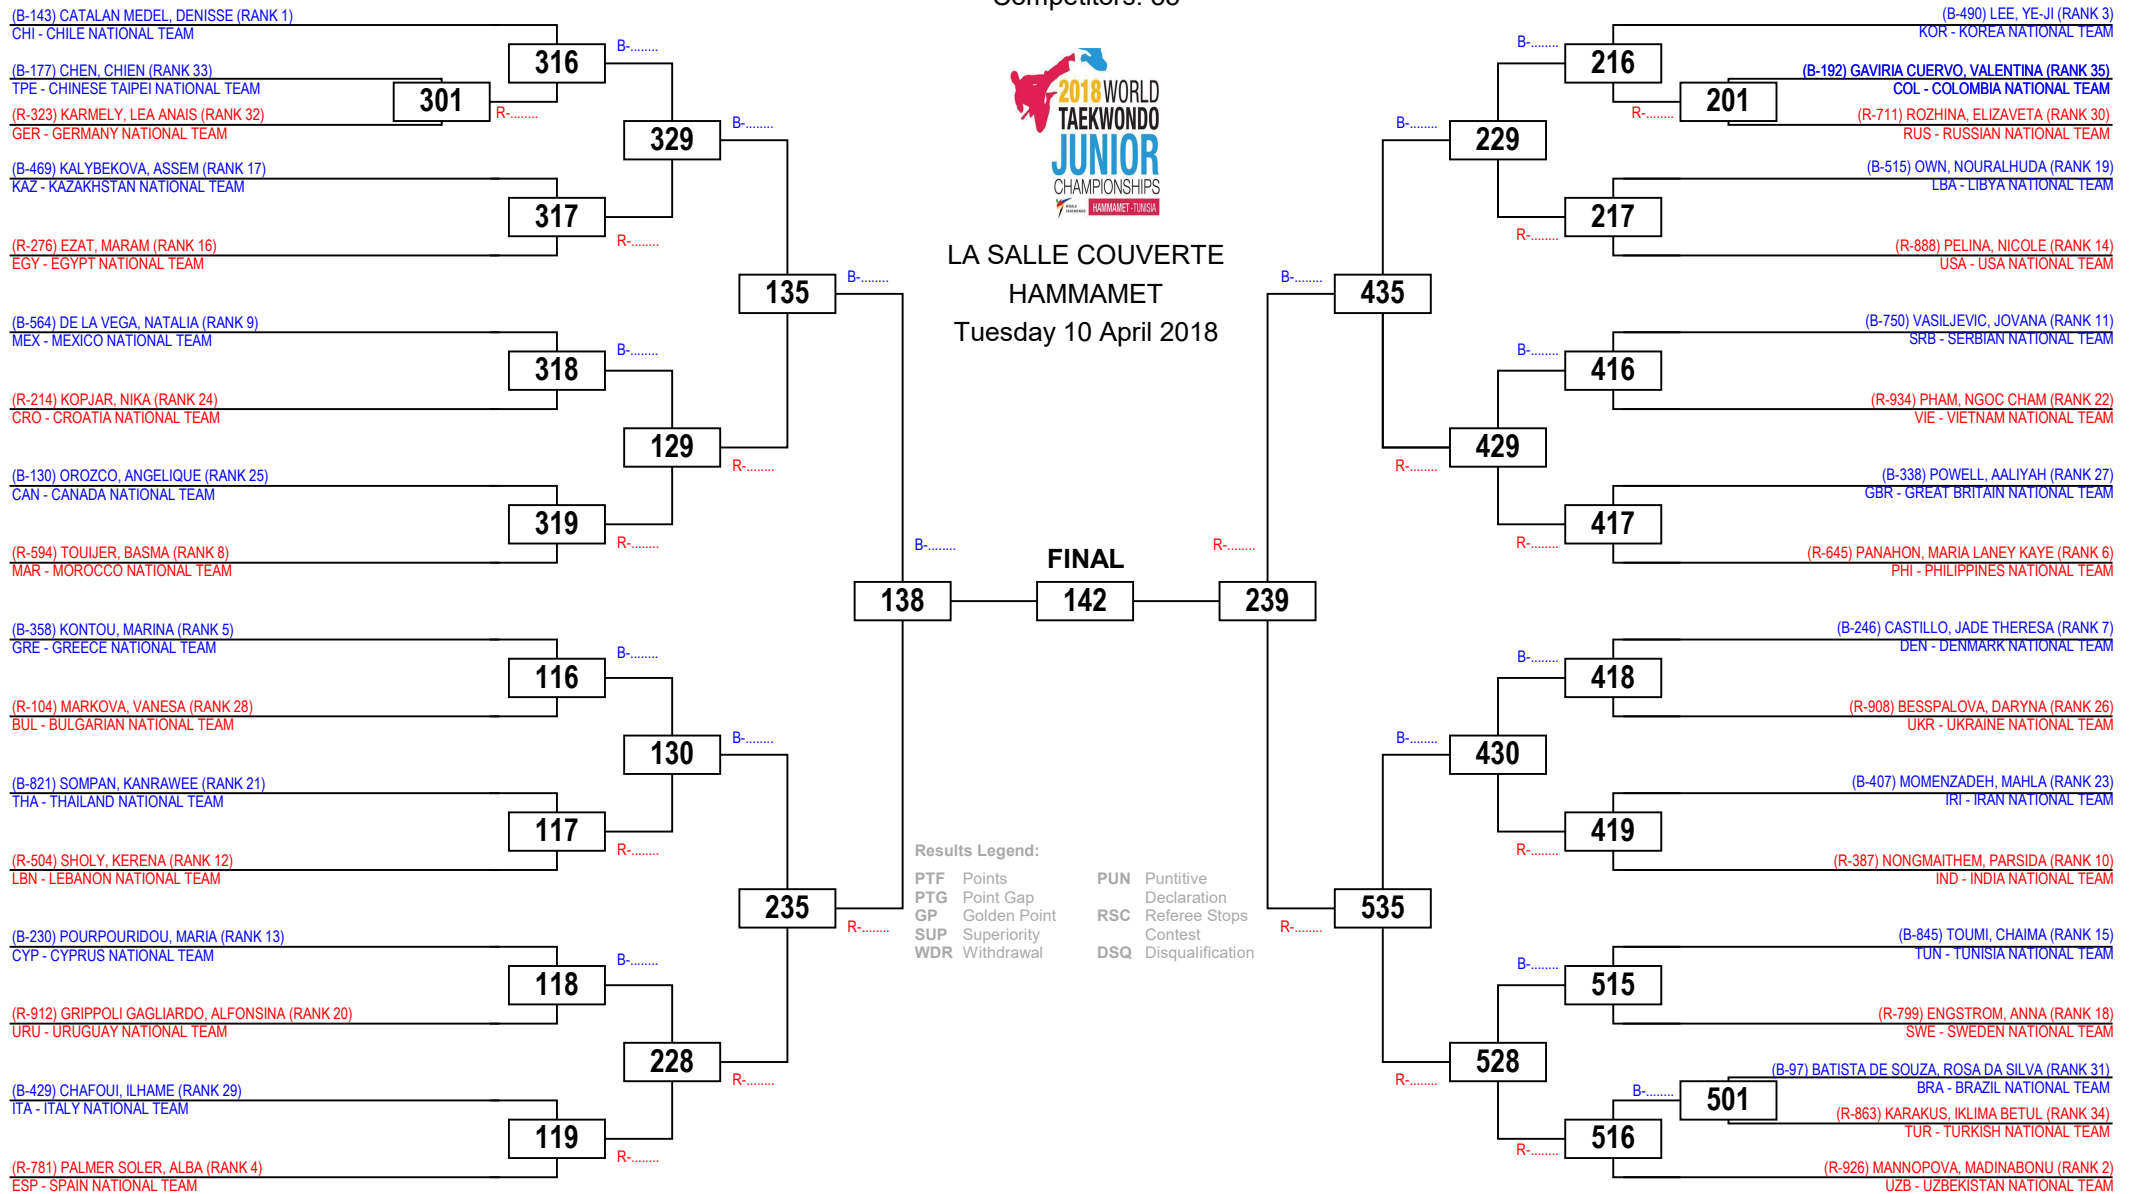 Competitors: 35
(B-143) CATALAN MEDEL, DENISSE (RANK 1)
CHI - CHILE NATIONAL TEAM
(B-177) CHEN, CHIEN (RANK 33)
TPE - CHINESE TAIPEI NATIONAL TEAM
(R-323) KARMELY, LEA ANAIS (RANK 32)
GER - GERMANY NATIONAL TEAM
(B-469) KALYBEKOVA, ASSEM (RANK 17)
KAZ - KAZAKHSTAN NATIONAL TEAM
(R-276) EZAT, MARAM (RANK 16)
EGY - EGYPT NATIONAL TEAM
(B-564) DE LA VEGA, NATALIA (RANK 9)
MEX - MEXICO NATIONAL TEAM
(R-214) KOPJAR, NIKA (RANK 24)
CRO - CROATIA NATIONAL TEAM
(B-130) OROZCO, ANGELIQUE (RANK 25)
CAN - CANADA NATIONAL TEAM
(R-594) TOUIJER, BASMA (RANK 8)
MAR - MOROCCO NATIONAL TEAM
(B-358) KONTOU, MARINA (RANK 5)
GRE - GREECE NATIONAL TEAM
(R-104) MARKOVA, VANESA (RANK 28)
BUL - BULGARIAN NATIONAL TEAM
(B-821) SOMPAN, KANRAWEE (RANK 21)
THA - THAILAND NATIONAL TEAM
(R-504) SHOLY, KERENA (RANK 12)
LBN - LEBANON NATIONAL TEAM
(B-230) POURPOURIDOU, MARIA (RANK 13)
CYP - CYPRUS NATIONAL TEAM
(R-912) GRIPPOLI GAGLIARDO, ALFONSINA (RANK 20)
URU - URUGUAY NATIONAL TEAM
(B-429) CHAFOUI, ILHAME (RANK 29)
ITA - ITALY NATIONAL TEAM
(R-781) PALMER SOLER, ALBA (RANK 4)
ESP - SPAIN NATIONAL TEAM
301
R-........
316
317
318
319
116
117
118
119
B-........
R-........
B-........
R-........
B-........
R-........
B-........
R-........
329
129
130
228
B-........
R-........
B-........
R-........
135
235
B-........
R-........
138
B-........
2018 WORLD
TAEKWONDO
JUNIOR
CHAMPIONSHIPS
WORLD
TAEKWONDO
HAMMAMET - TUNISIA
LA SALLE COUVERTE
HAMMAMET
Tuesday 10 April 2018
FINAL
142
Results Legend:
PTF Points
PTG Point Gap
GP Golden Point
SUP Superiority
WDR Withdrawal
PUN Puntitive
Declaration
RSC Referee Stops
Contest
DSQ Disqualification
R-........
239
B-........
R-........
435
535
B-........
R-........
B-........
R-........
229
429
430
528
B-........
R-........
B-........
R-........
B-........
R-........
B-........
R-........
216
217
416
417
418
419
515
516
R-........
201
B-........
501
(B-490) LEE, YE-JI (RANK 3)
KOR - KOREA NATIONAL TEAM
(B-192) GAVIRIA CUERVO, VALENTINA (RANK 35)
COL - COLOMBIA NATIONAL TEAM
(R-711) ROZHINA, ELIZAVETA (RANK 30)
RUS - RUSSIAN NATIONAL TEAM
(B-515) OWN, NOURALHUDA (RANK 19)
LBA - LIBYA NATIONAL TEAM
(R-888) PELINA, NICOLE (RANK 14)
USA - USA NATIONAL TEAM
(B-750) VASILJEVIC, JOVANA (RANK 11)
SRB - SERBIAN NATIONAL TEAM
(R-934) PHAM, NGOC CHAM (RANK 22)
VIE - VIETNAM NATIONAL TEAM
(B-338) POWELL, AALIYAH (RANK 27)
GBR - GREAT BRITAIN NATIONAL TEAM
(R-645) PANAHON, MARIA LANEY KAYE (RANK 6)
PHI - PHILIPPINES NATIONAL TEAM
(B-246) CASTILLO, JADE THERESA (RANK 7)
DEN - DENMARK NATIONAL TEAM
(R-908) BESSPALOVA, DARYNA (RANK 26)
UKR - UKRAINE NATIONAL TEAM
(B-407) MOMENZADEH, MAHLA (RANK 23)
IRI - IRAN NATIONAL TEAM
(R-387) NONGMAITHEM, PARSIDA (RANK 10)
IND - INDIA NATIONAL TEAM
(B-845) TOUMI, CHAIMA (RANK 15)
TUN - TUNISIA NATIONAL TEAM
(R-799) ENGSTROM, ANNA (RANK 18)
SWE - SWEDEN NATIONAL TEAM
(B-97) BATISTA DE SOUZA, ROSA DA SILVA (RANK 31)
BRA - BRAZIL NATIONAL TEAM
(R-863) KARAKUS, IKLIMA BETUL (RANK 34)
TUR - TURKISH NATIONAL TEAM
(R-926) MANNOPOVA, MADINABONU (RANK 2)
UZB - UZBEKISTAN NATIONAL TEAM